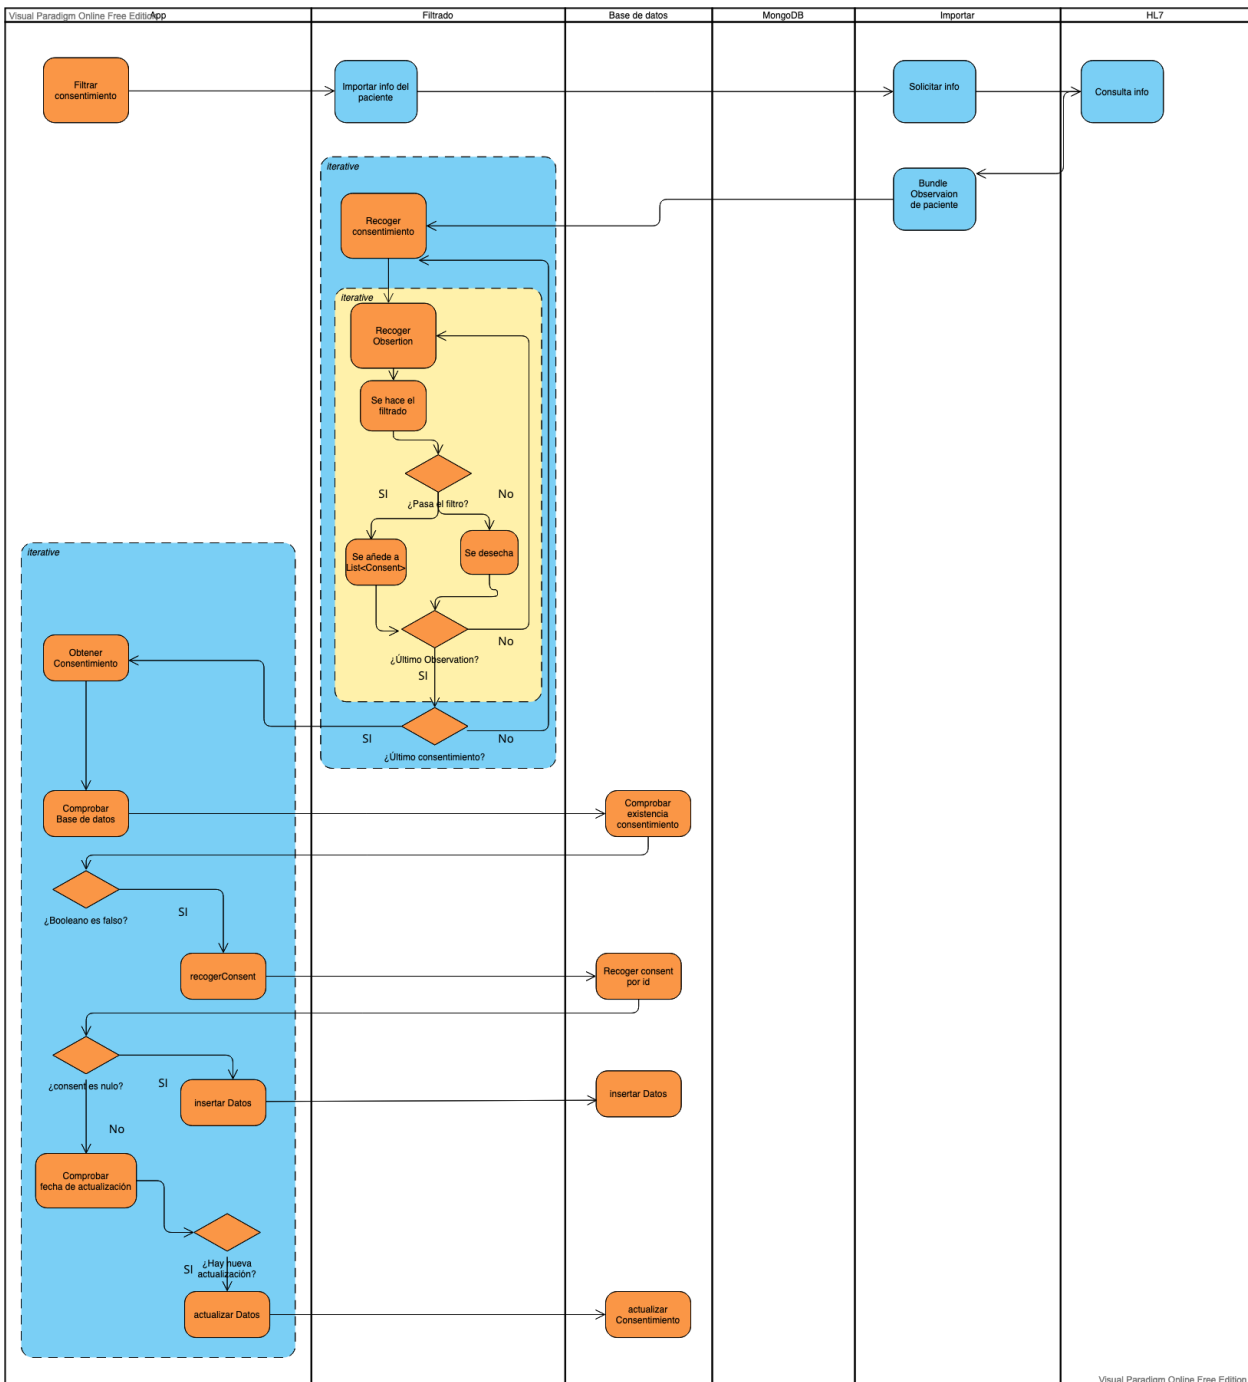 Visual Paradigm Online Free Edition
App
Filtrado
Base de datos
MongoDB
Importar
HL7
Filtrar
consentimiento
Importar info del
paciente
Solicitar info
Consulta info
iterative
Bundle
Observaion
de paciente
Recoger
consentimiento
iterative
Recoger
Obsertion
Se hace el
filtrado
SI
No
¿Pasa el filtro?
Se añede a
List<Consent>
Se desecha
iterative
No
¿Último Observation?
SI
Obtener
Consentimiento
SI
No
¿Último consentimiento?
Comprobar
Base de datos
Comprobar
existencia
consentimiento
¿Booleano es falso?
SI
recogerConsent
Recoger consent
por id
¿consent es nulo?
SI
insertar Datos
insertar Datos
No
Comprobar
fecha de actualización
¿Hay nueva
actualización?
SI
actualizar Datos
actualizar
Consentimiento
Visual Paradigm Online Free Edition